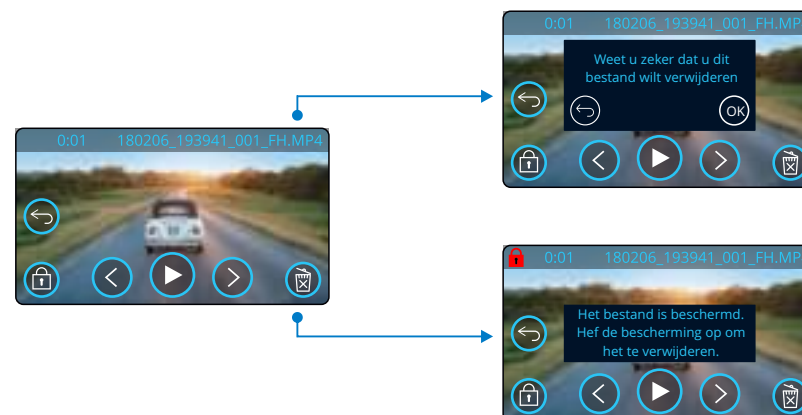 0:01 180206_193941_001_FH.MP
Weet u zeker dat u dit
bestand wilt verwijderen
OK
0:01 180206_193941_001_FH.MP4
0:01 180206_193941_001_FH.MP
Het bestand is beschermd.
Hef de bescherming op om
het te verwijderen.